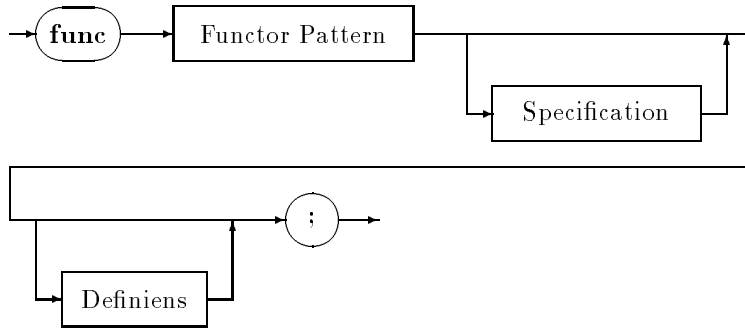 func Functor Pattern
Specification
;
Definiens